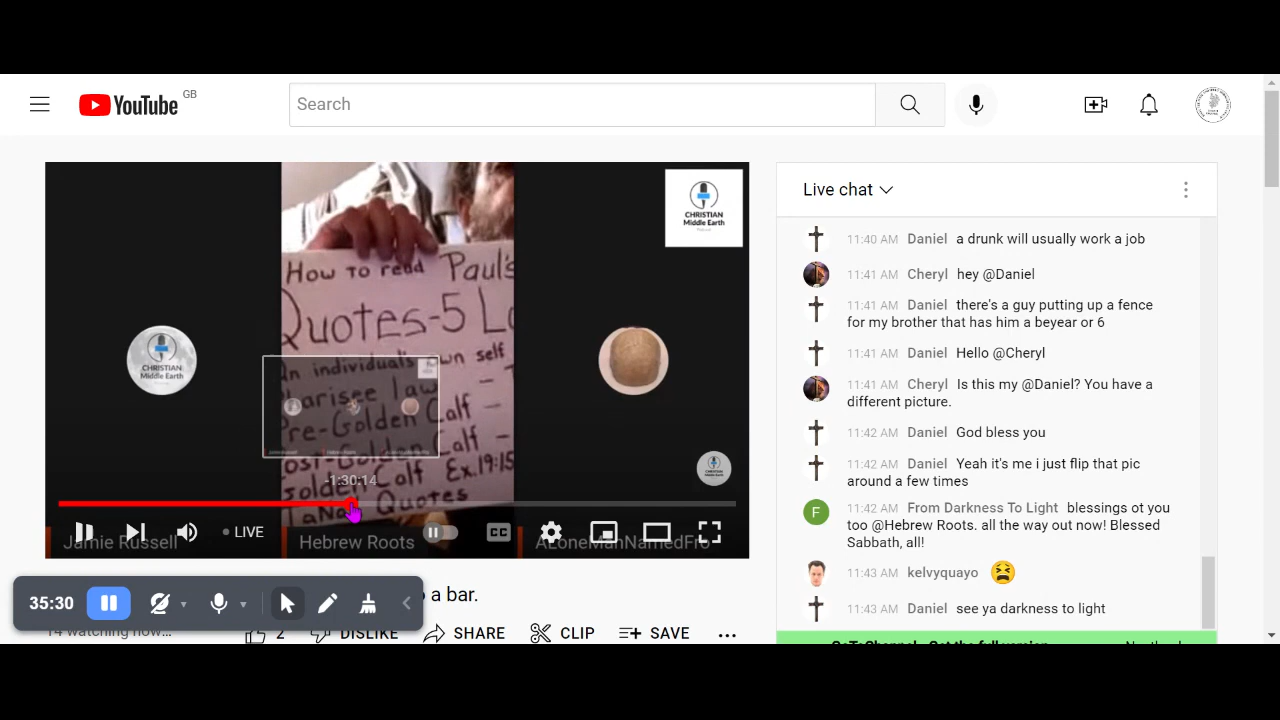 YouTube
GB
Search
CHRISTIAN
Middle Earth
How to read Paul's
Quotes-5
an individual's own self
Pharisee law -
Pre-Golden Calf -
Post-Golden Calf -
Golden Calf Ex.19:15
TaNaK Quotes
CHRISTIAN
Middle Earth
-1:30:14
LIVE
CC
Jamie Russell
Hebrew Roots
ALoneManNamedFro
35:30
a bar.
14 watching now...
2
DISLIKE
SHARE
CLIP
SAVE
Live chat
11:40 AM Daniel a drunk will usually work a job
11:41 AM Cheryl hey @Daniel
11:41 AM Daniel there's a guy putting up a fence
for my brother that has him a beyear or 6
11:41 AM Daniel Hello @Cheryl
11:41 AM Cheryl Is this my @Daniel? You have a
different picture.
11:42 AM Daniel God bless you
11:42 AM Daniel Yeah it's me i just flip that pic
around a few times
F
11:42 AM From Darkness To Light blessings ot you
too @Hebrew Roots. all the way out now! Blessed
Sabbath, all!
11:43 AM kelvyquayo
11:43 AM Daniel see ya darkness to light